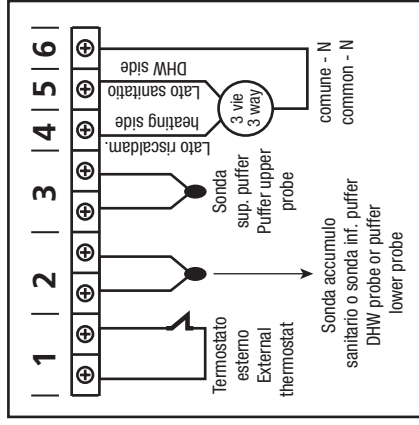 1
2
3
4
5
6
Termostato
esterno
External
thermostat
Sonda accumulo
sanitario o sonda inf. puffer
DHW probe or puffer
lower probe
Sonda
sup. puffer
Puffer upper
probe
Lato riscaldam.
heating side
Lato sanitatio
DHW side
3 vie
3 way
comune - N
common - N